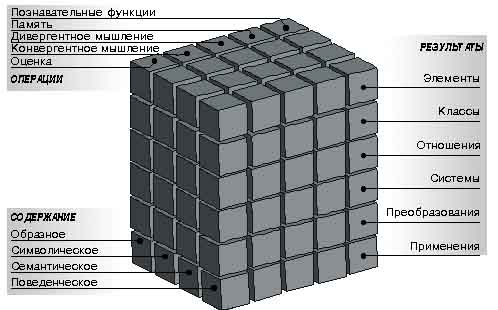 Познавательные функции
Память
Дивергентное мышление
Конвергентное мышление
Оценка
ОПЕРАЦИИ
РЕЗУЛЬТАТЫ
Элементы
Классы
Отношения
Системы
Преобразования
Применения
СОДЕРЖАНИЕ
Образное
Символическое
Семантическое
Поведенческое